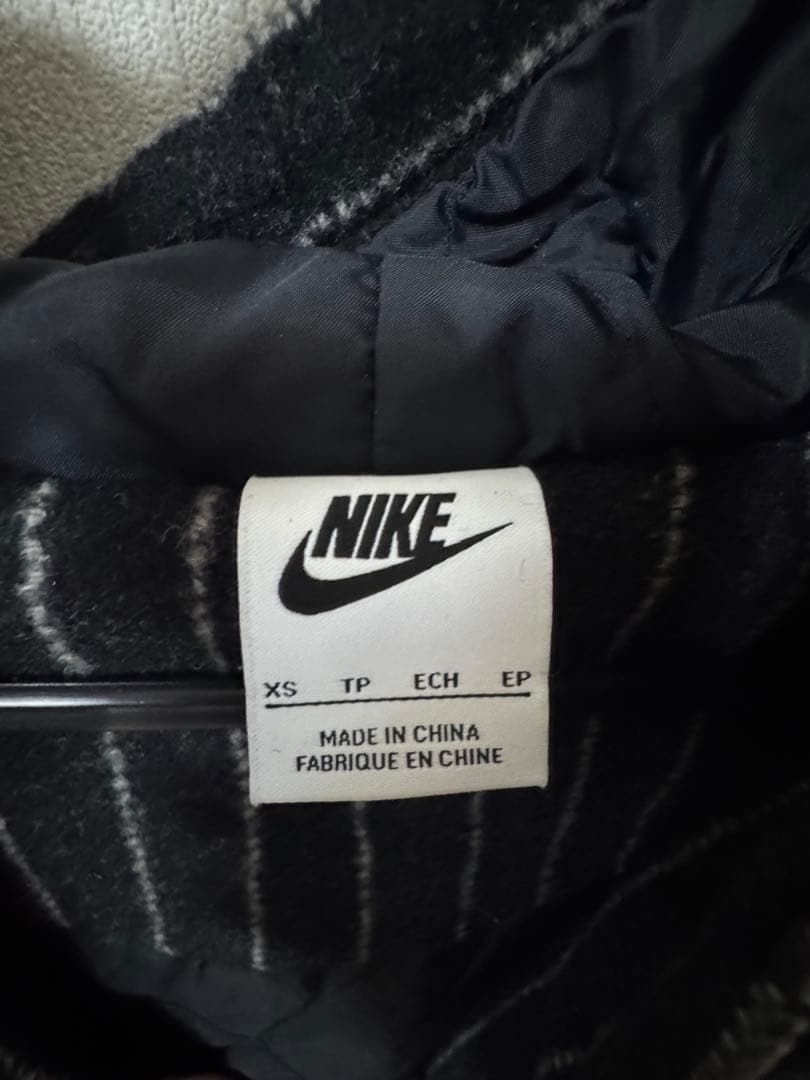 NIKE
XS TP ECH EP
MADE IN CHINA
FABRIQUE EN CHINE